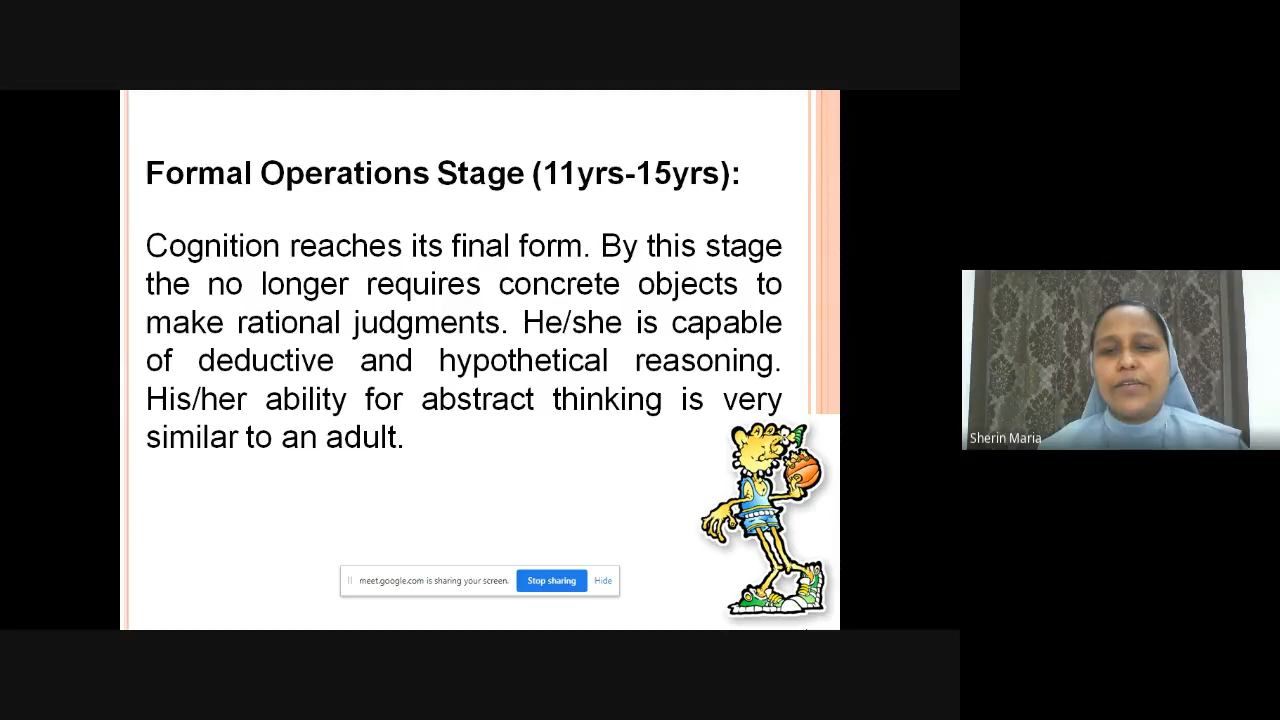 Formal Operations Stage (11yrs-15yrs):
Cognition reaches its final form. By this stage
the no longer requires concrete objects to
make rational judgments. He/she is capable
of deductive and hypothetical reasoning.
His/her ability for abstract thinking is very
similar to an adult.
meet.google.com is sharing your screen. Stop sharing Hide
Sherin Maria